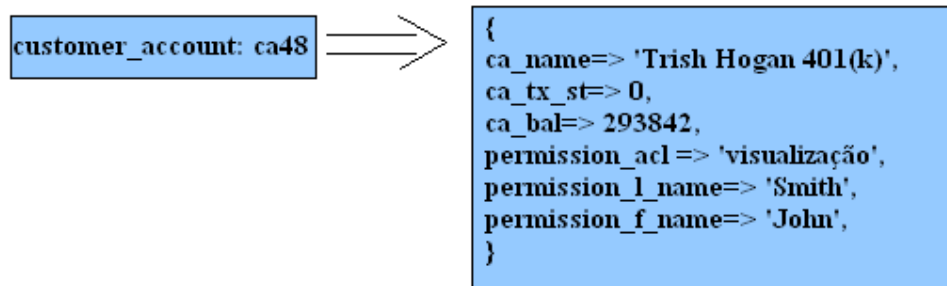 customer_account: ca48
{
ca_name=> 'Trish Hogan 401(k)',
ca_tx_st=> 0,
ca_bal=> 293842,
permission_acl => 'visualização',
permission_l_name=> 'Smith',
permission_f_name=> 'John',
}